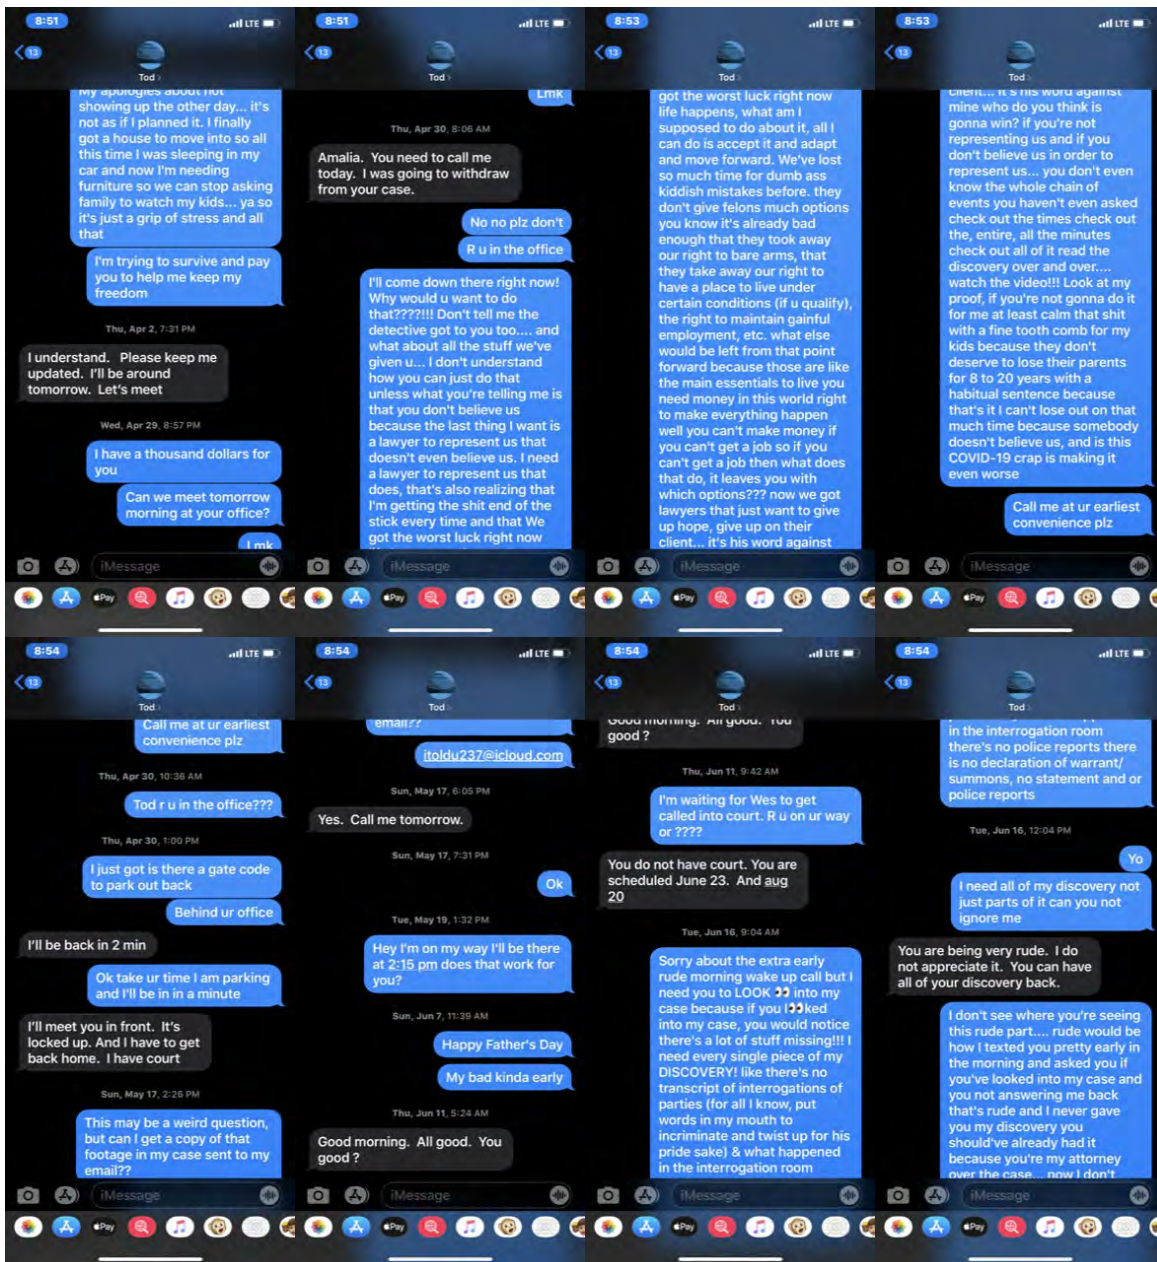 8:51
LTE
13
Tod
My apologies about not
showing up the other day... it's
not as if I planned it. I finally
got a house to move into so all
this time I was sleeping in my
car and now I'm needing
furniture so we can stop asking
family to watch my kids... ya so
it's just a grip of stress and all
that
I'm trying to survive and pay
you to help me keep my
freedom
Thu, Apr 2, 7:31 PM
I understand. Please keep me
updated. I'll be around
tomorrow. Let's meet
Wed, Apr 29, 8:57 PM
I have a thousand dollars for
you
Can we meet tomorrow
morning at your office?
Lmk
iMessage
Pay
8:51
LTE
13
Tod
Lmk
Thu, Apr 30, 8:06 AM
Amalia. You need to call me
today. I was going to withdraw
from your case.
No no plz don't
R u in the office
I'll come down there right now!
Why would u want to do
that????!!! Don't tell me the
detective got to you too.... and
what about all the stuff we've
given u... I don't understand
how you can just do that
unless what you're telling me is
that you don't believe us
because the last thing I want is
a lawyer to represent us that
doesn't even believe us. I need
a lawyer to represent us that
does, that's also realizing that
I'm getting the shit end of the
stick every time and that We
got the worst luck right now
iMessage
Pay
8:53
LTE
13
Tod
got the worst luck right now
life happens, what am I
supposed to do about it, all I
can do is accept it and adapt
and move forward. We've lost
so much time for dumb ass
kiddish mistakes before. they
don't give felons much options
you know it's already bad
enough that they took away
our right to bare arms, that
they take away our right to
have a place to live under
certain conditions (if u qualify),
the right to maintain gainful
employment, etc. what else
would be left from that point
forward because those are like
the main essentials to live you
need money in this world right
to make everything happen
well you can't make money if
you can't get a job so if you
can't get a job then what does
that do, it leaves you with
which options??? now we got
lawyers that just want to give
up hope, give up on their
client... it's his word against
iMessage
Pay
8:53
LTE
13
Tod
client... it's his word against
mine who do you think is
gonna win? if you're not
representing us and if you
don't believe us in order to
represent us... you don't even
know the whole chain of
events you haven't even asked
check out the times check out
the, entire, all the minutes
check out all of it read the
discovery over and over....
watch the video!!! Look at my
proof, if you're not gonna do it
for me at least calm that shit
with a fine tooth comb for my
kids because they don't
deserve to lose their parents
for 8 to 20 years with a
habitual sentence because
that's it I can't lose out on that
much time because somebody
doesn't believe us, and is this
COVID-19 crap is making it
even worse
Call me at ur earliest
convenience plz
iMessage
Pay
8:54
LTE
13
Tod
Call me at ur earliest
convenience plz
Thu, Apr 30, 10:36 AM
Tod r u in the office???
Thu, Apr 30, 1:00 PM
I just got is there a gate code
to park out back
Behind ur office
I'll be back in 2 min
Ok take ur time I am parking
and I'll be in in a minute
I'll meet you in front. It's
locked up. And I have to get
back home. I have court
Sun, May 17, 2:26 PM
This may be a weird question,
but can I get a copy of that
footage in my case sent to my
email??
iMessage
Pay
8:54
LTE
13
Tod
email??
itoldu237@icloud.com
Sun, May 17, 6:05 PM
Yes. Call me tomorrow.
Sun, May 17, 7:31 PM
Ok
Tue, May 19, 1:32 PM
Hey I'm on my way I'll be there
at 2:15 pm does that work for
you?
Sun, Jun 7, 11:39 AM
Happy Father's Day
My bad kinda early
Thu, Jun 11, 5:24 AM
Good morning. All good. You
good ?
iMessage
Pay
8:54
LTE
13
Tod
Good morning. All good. You
good ?
Thu, Jun 11, 9:42 AM
I'm waiting for Wes to get
called into court. R u on ur way
or ????
You do not have court. You are
scheduled June 23. And aug
20
Tue, Jun 16, 9:04 AM
Sorry about the extra early
rude morning wake up call but I
need you to LOOK 👀 into my
case because if you l👀ked
into my case, you would notice
there's a lot of stuff missing!!! I
need every single piece of my
DISCOVERY! like there's no
transcript of interrogations of
parties (for all I know, put
words in my mouth to
incriminate and twist up for his
pride sake) & what happened
in the interrogation room
iMessage
Pay
8:54
LTE
13
Tod
in the interrogation room
there's no police reports there
is no declaration of warrant/
summons, no statement and or
police reports
Tue, Jun 16, 12:04 PM
Yo
I need all of my discovery not
just parts of it can you not
ignore me
You are being very rude. I do
not appreciate it. You can have
all of your discovery back.
I don't see where you're seeing
this rude part.... rude would be
how I texted you pretty early in
the morning and asked you if
you've looked into my case and
you not answering me back
that's rude and I never gave
you my discovery you
should've already had it
because you're my attorney
over the case... now I don't
iMessage
Pay